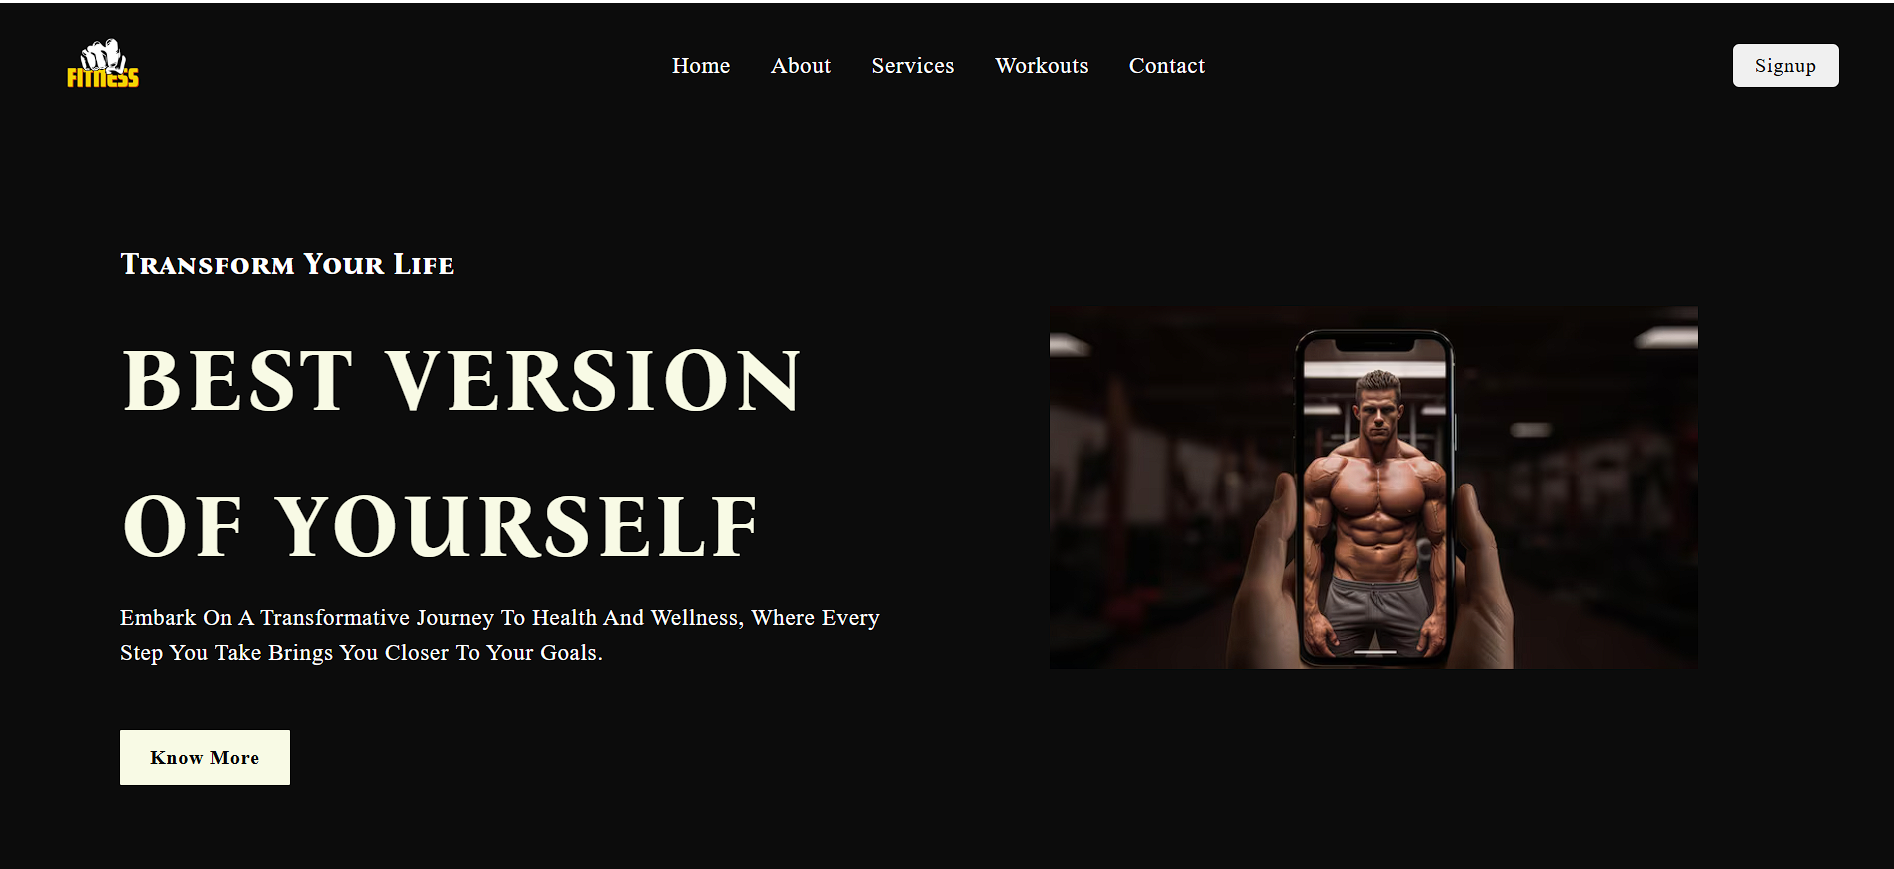 FITNESS
Home About Services Workouts Contact
Signup
Transform Your Life
BEST VERSION
OF YOURSELF
Embark On A Transformative Journey To Health And Wellness, Where Every
Step You Take Brings You Closer To Your Goals.
Know More